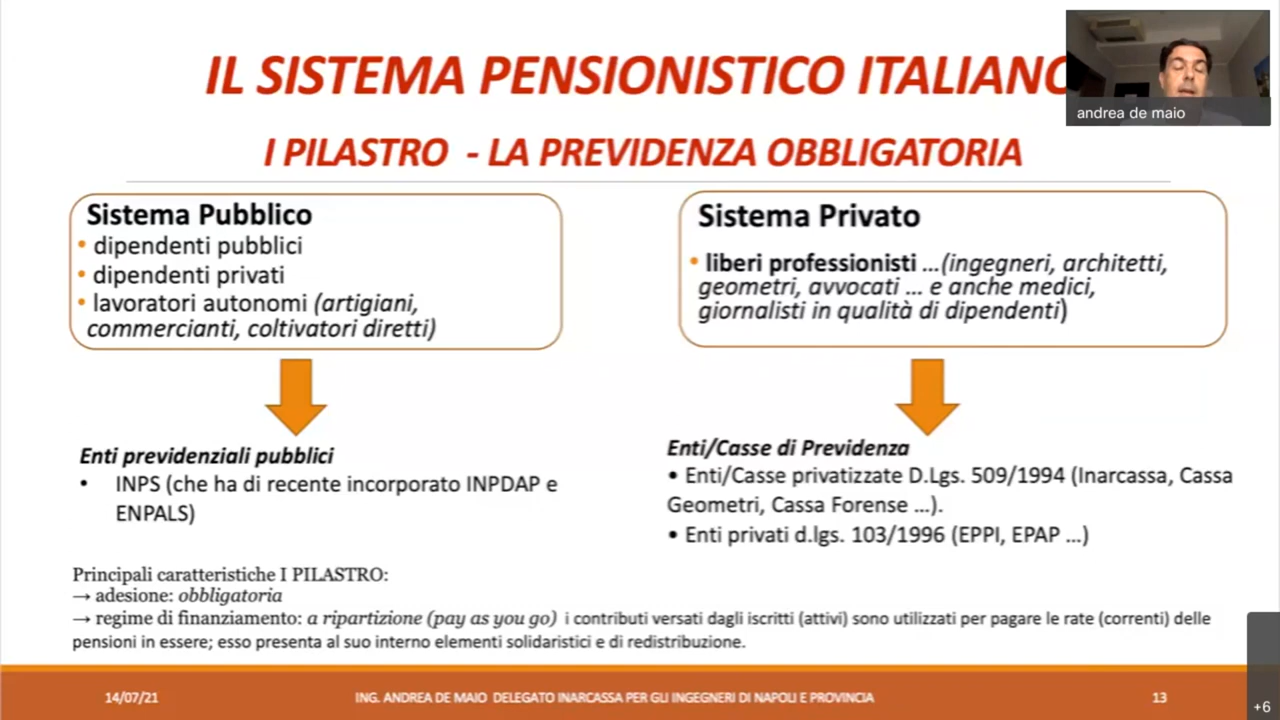 IL SISTEMA PENSIONISTICO ITALIANO
andrea de maio
I PILASTRO - LA PREVIDENZA OBBLIGATORIA
Sistema Pubblico
• dipendenti pubblici
• dipendenti privati
• lavoratori autonomi (artigiani,
commercianti, coltivatori diretti)
Sistema Privato
• liberi professionisti ...(ingegneri, architetti,
geometri, avvocati ... e anche medici,
giornalisti in qualità di dipendenti)
Enti previdenziali pubblici
• INPS (che ha di recente incorporato INPDAP e
ENPALS)
Enti/Casse di Previdenza
• Enti/Casse privatizzate D.Lgs. 509/1994 (Inarcassa, Cassa
Geometri, Cassa Forense ...).
• Enti privati d.lgs. 103/1996 (EPPI, EPAP ...)
Principali caratteristiche I PILASTRO:
→ adesione: obbligatoria
→ regime di finanziamento: a ripartizione (pay as you go) i contributi versati dagli iscritti (attivi) sono utilizzati per pagare le rate (correnti) delle
pensioni in essere; esso presenta al suo interno elementi solidaristici e di redistribuzione.
14/07/21
ING. ANDREA DE MAIO DELEGATO INARCASSA PER GLI INGEGNERI DI NAPOLI E PROVINCIA
13
+6